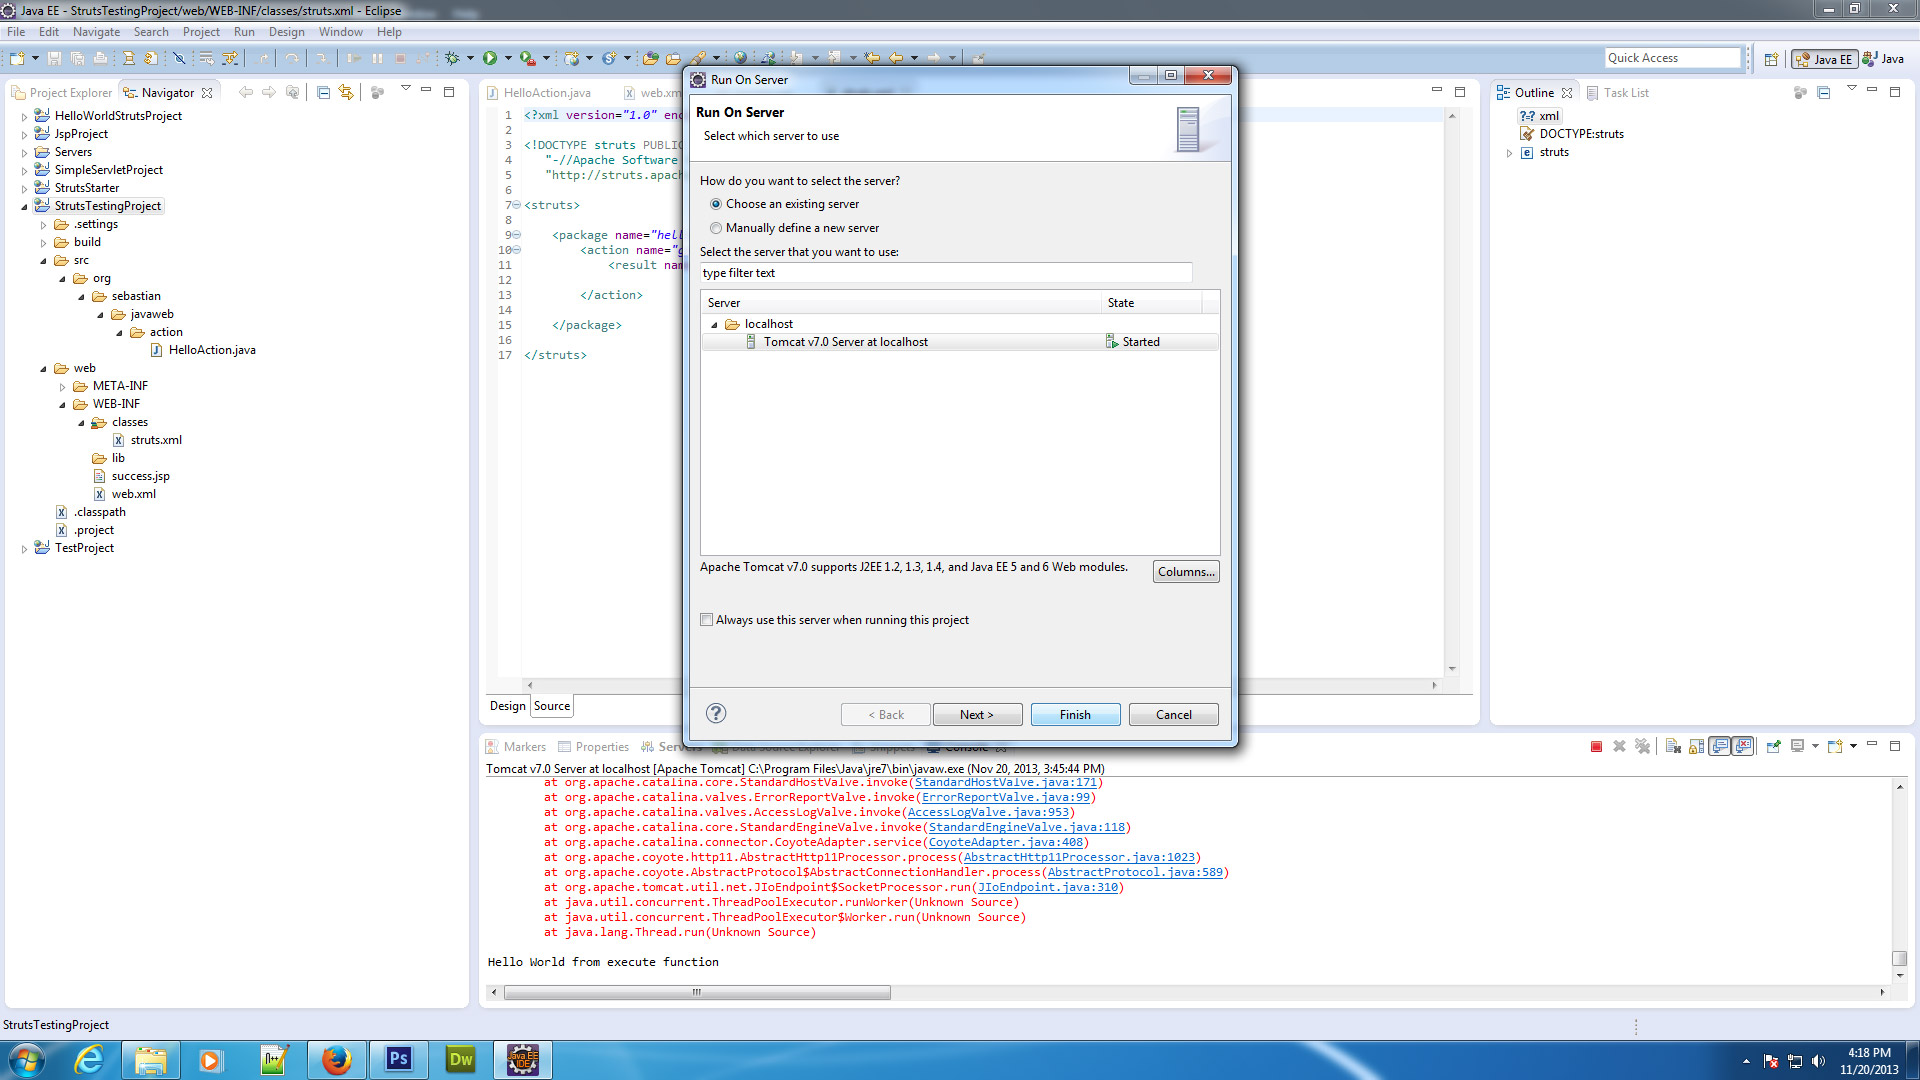 Java EE - StrutsTestingProject/web/WEB-INF/classes/struts.xml - Eclipse
File Edit Navigate Search Project Run Design Window Help
Quick Access
Java EE
Java
Project Explorer
Navigator
HelloWorldStrutsProject
JspProject
Servers
SimpleServletProject
StrutsStarter
StrutsTestingProject
.settings
build
src
org
sebastian
javaweb
action
HelloAction.java
web
META-INF
WEB-INF
classes
struts.xml
lib
success.jsp
web.xml
.classpath
.project
TestProject
HelloAction.java
web.xm
1 <?xml version="1.0" enc
2
3 <!DOCTYPE struts PUBLIC
4 "-//Apache Software
5 "http://struts.apach
6
7 <struts>
8
9 <package name="hell
10 <action name="g
11 <result nam
12
13 </action>
14
15 </package>
16
17 </struts>
Design
Source
Run On Server
Run On Server
Select which server to use
How do you want to select the server?
Choose an existing server
Manually define a new server
Select the server that you want to use:
type filter text
Server State
localhost
Tomcat v7.0 Server at localhost Started
Apache Tomcat v7.0 supports J2EE 1.2, 1.3, 1.4, and Java EE 5 and 6 Web modules.
Columns...
Always use this server when running this project
?
< Back
Next >
Finish
Cancel
Outline
Task List
?=? xml
DOCTYPE:struts
e struts
Markers
Properties
Servers
Data Source Explorer
Snippets
Console
Tomcat v7.0 Server at localhost [Apache Tomcat] C:\Program Files\Java\jre7\bin\javaw.exe (Nov 20, 2013, 3:45:44 PM)
at org.apache.catalina.core.StandardHostValve.invoke(StandardHostValve.java:171)
at org.apache.catalina.valves.ErrorReportValve.invoke(ErrorReportValve.java:99)
at org.apache.catalina.valves.AccessLogValve.invoke(AccessLogValve.java:953)
at org.apache.catalina.core.StandardEngineValve.invoke(StandardEngineValve.java:118)
at org.apache.catalina.connector.CoyoteAdapter.service(CoyoteAdapter.java:408)
at org.apache.coyote.http11.AbstractHttp11Processor.process(AbstractHttp11Processor.java:1023)
at org.apache.coyote.AbstractProtocol$AbstractConnectionHandler.process(AbstractProtocol.java:589)
at org.apache.tomcat.util.net.JIoEndpoint$SocketProcessor.run(JIoEndpoint.java:310)
at java.util.concurrent.ThreadPoolExecutor.runWorker(Unknown Source)
at java.util.concurrent.ThreadPoolExecutor$Worker.run(Unknown Source)
at java.lang.Thread.run(Unknown Source)
Hello World from execute function
StrutsTestingProject
Ps
Dw
Java EE
IDE
4:18 PM
11/20/2013